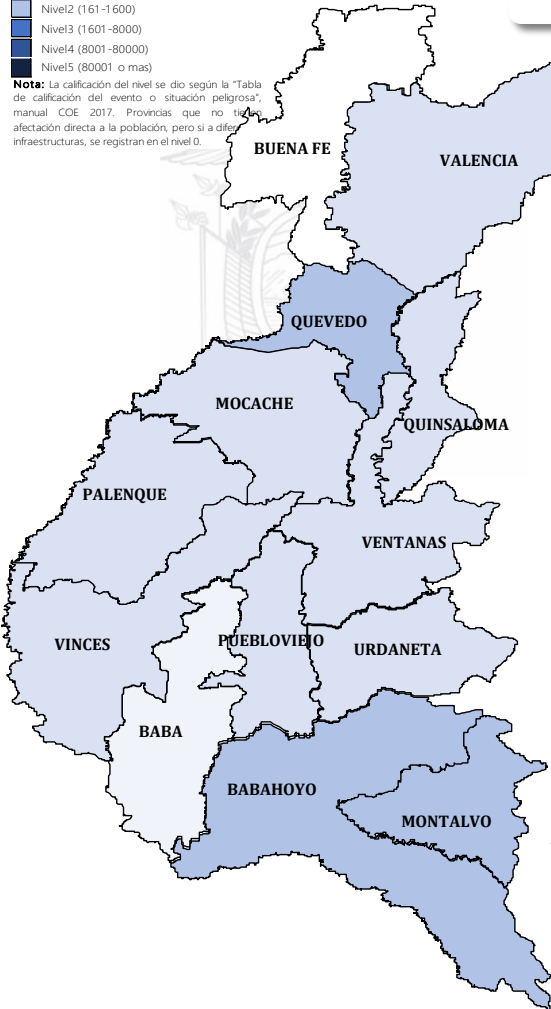 Nivel2 (161-1600)
Nivel3 (1601-8000)
Nivel4 (8001-80000)
Nivel5 (80001 o mas)
Nota: La calificación del nivel se dio según la "Tabla
de calificación del evento o situación peligrosa",
manual COE 2017. Provincias que no tienen
afectación directa a la población, pero si a difer
infraestructuras, se registran en el nivel 0.
BUENA FE
VALENCIA
QUEVEDO
MOCACHE
QUINSALOMA
PALENQUE
VENTANAS
VINCES
PUEBLOVIEJO
URDANETA
BABA
BABAHOYO
MONTALVO